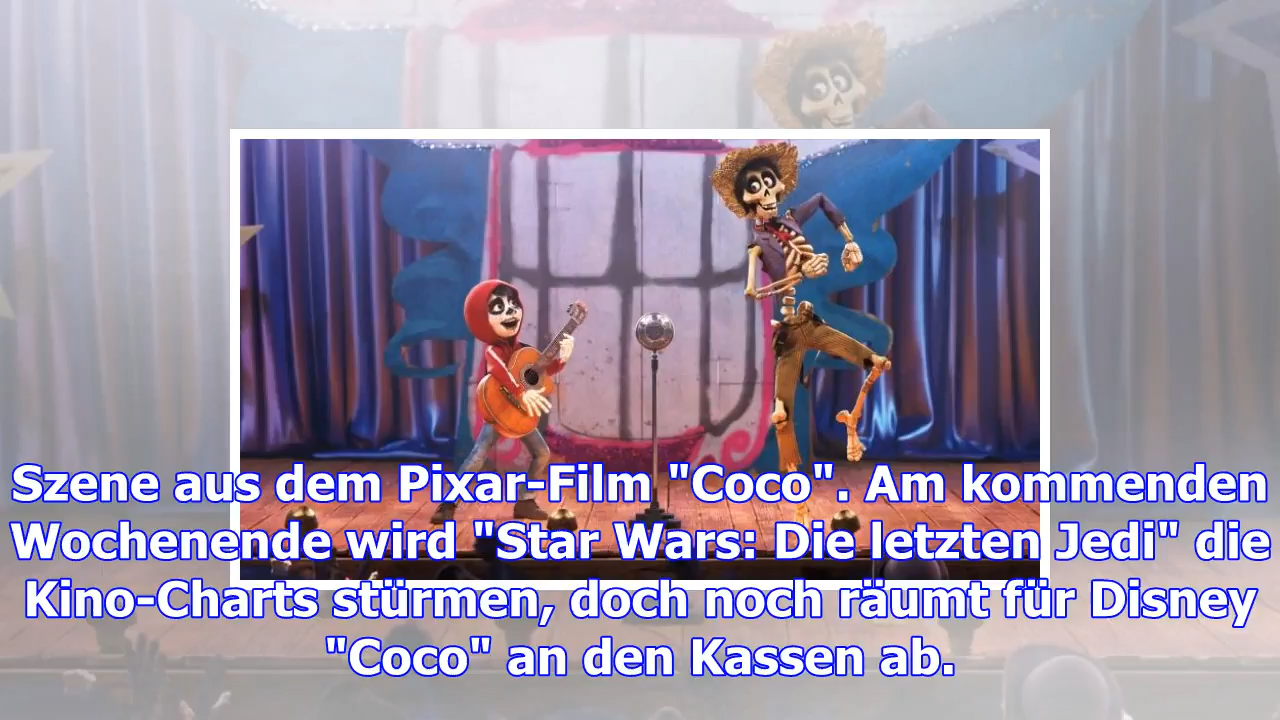 Szene aus dem Pixar-Film "Coco". Am kommenden
Wochenende wird "Star Wars: Die letzten Jedi" die
Kino-Charts stürmen, doch noch räumt für Disney
"Coco" an den Kassen ab.